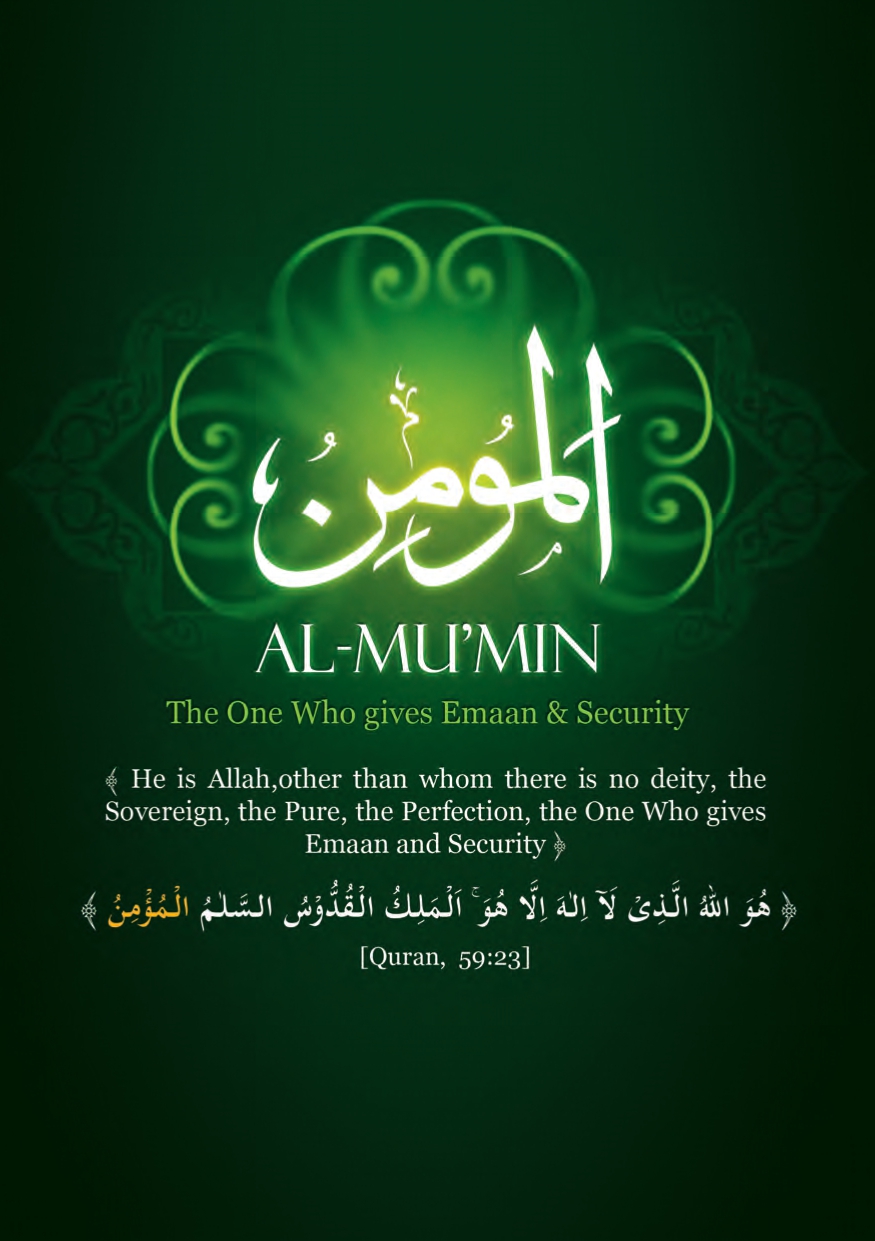 المؤمنُ
AL-MU’MIN
The One Who gives Emaan & Security
﴾ He is Allah,other than whom there is no deity, the
Sovereign, the Pure, the Perfection, the One Who gives
Emaan and Security ﴿
﴿ هُوَ اللّٰهُ الَّذِیْ لَاۤ اِلٰهَ اِلَّا هُوَ ۚ اَلْمَلِكُ الْقُدُّوْسُ السَّلٰمُ الْمُؤْمِنُ ﴾
[Quran, 59:23]